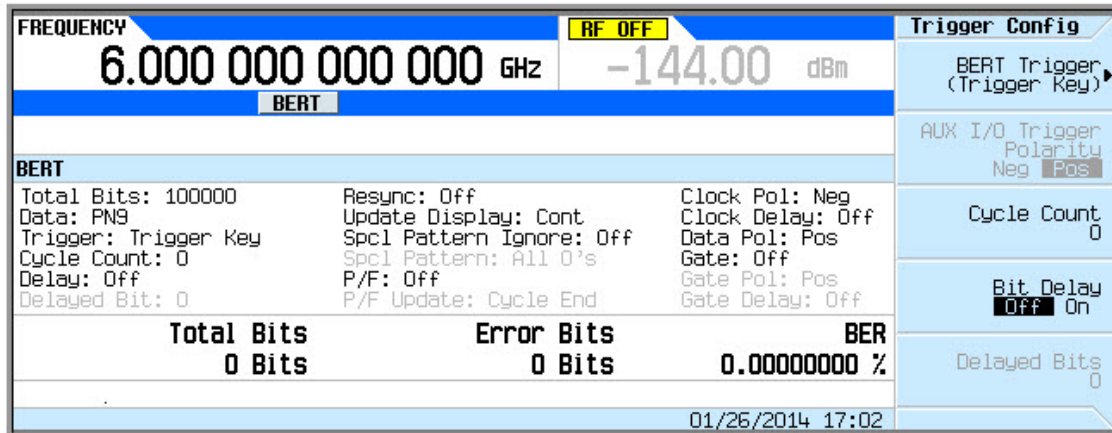 FREQUENCY
RF OFF
6.000 000 000 000 GHz
-144.00 dBm
BERT
BERT
Total Bits: 100000
Data: PN9
Trigger: Trigger Key
Cycle Count: 0
Delay: Off
Delayed Bit: 0
Resync: Off
Update Display: Cont
Spcl Pattern Ignore: Off
Spcl Pattern: All 0's
P/F: Off
P/F Update: Cycle End
Clock Pol: Neg
Clock Delay: Off
Data Pol: Pos
Gate: Off
Gate Pol: Pos
Gate Delay: Off
Total Bits
0 Bits
Error Bits
0 Bits
BER
0.00000000 %
01/26/2014 17:02
Trigger Config
BERT Trigger
(Trigger Key)
AUX I/O Trigger
Polarity
Neg Pos
Cycle Count
0
Bit Delay
Off On
Delayed Bits
0